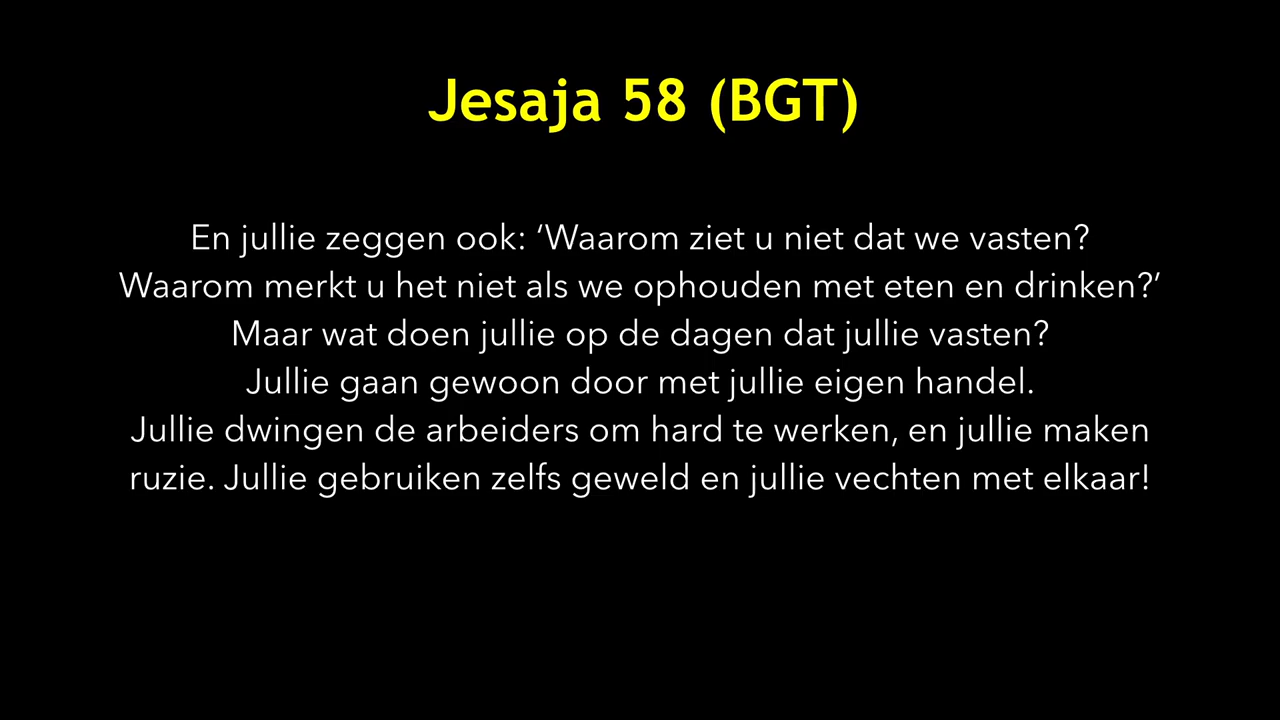 Jesaja 58 (BGT)
En jullie zeggen ook: ‘Waarom ziet u niet dat we vasten?
Waarom merkt u het niet als we ophouden met eten en drinken?’
Maar wat doen jullie op de dagen dat jullie vasten?
Jullie gaan gewoon door met jullie eigen handel.
Jullie dwingen de arbeiders om hard te werken, en jullie maken
ruzie. Jullie gebruiken zelfs geweld en jullie vechten met elkaar!